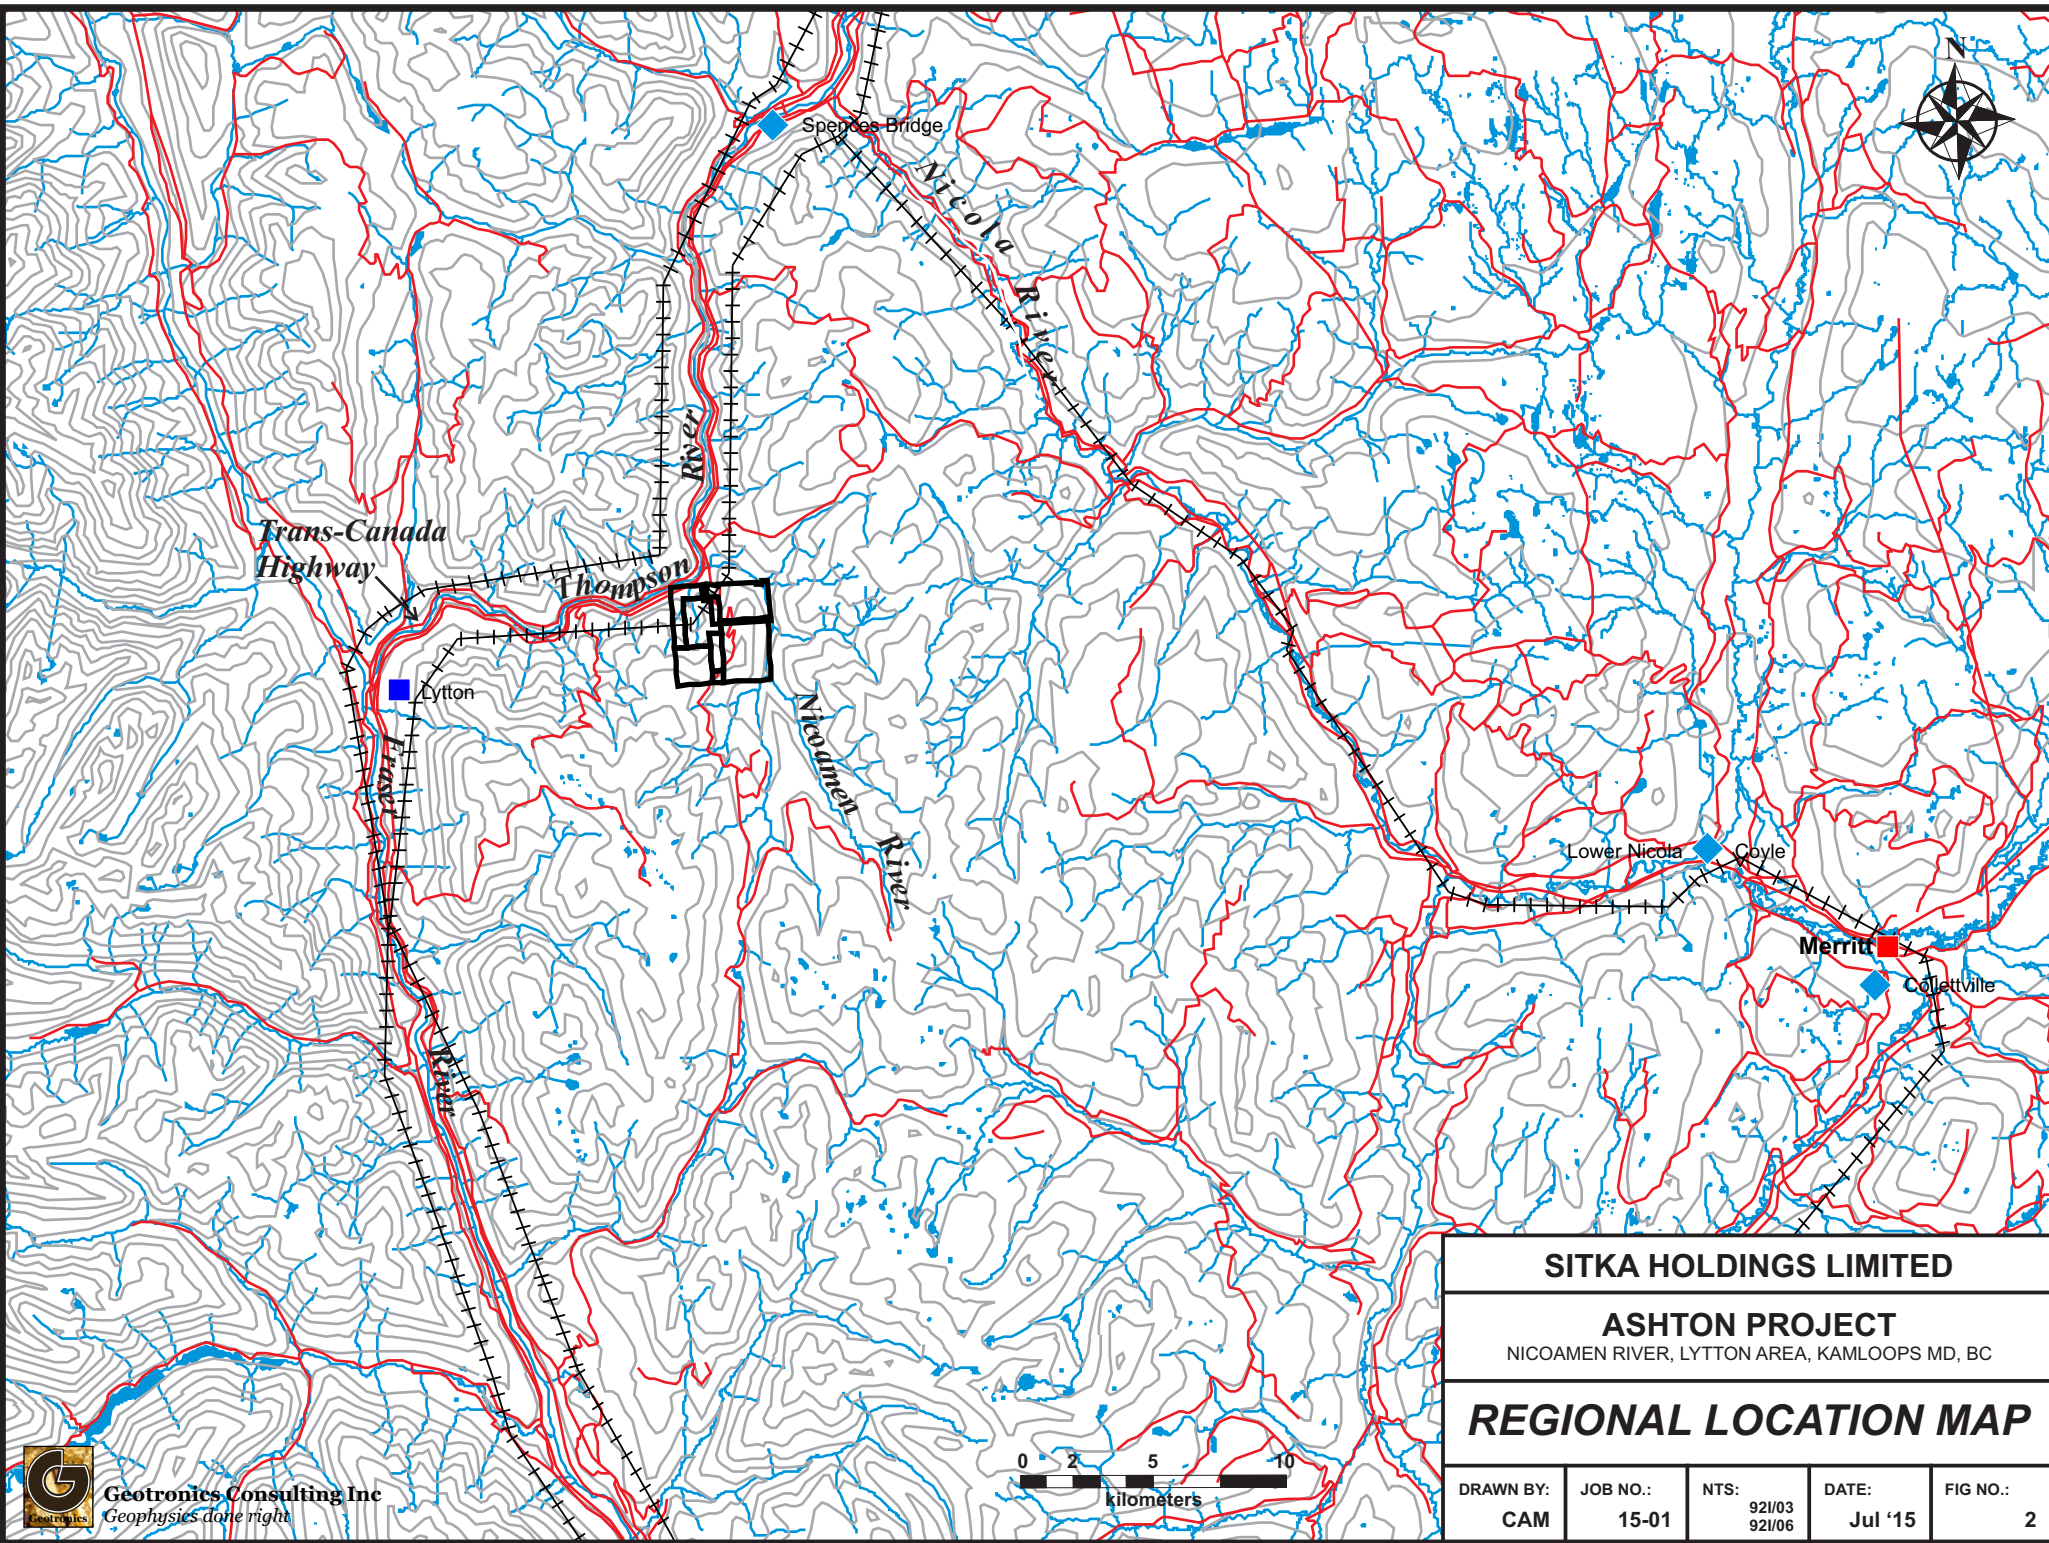 N
Spences Bridge
Nicola River
River
Trans-Canada
Highway
Thompson
Lytton
Nicoamen River
Fraser
River
Lower Nicola
Coyle
Merritt
Collettville
0 2 5 10
kilometers
SITKA HOLDINGS LIMITED
ASHTON PROJECT
NICOAMEN RIVER, LYTTON AREA, KAMLOOPS MD, BC
REGIONAL LOCATION MAP
DRAWN BY:
CAM
JOB NO.:
15-01
NTS:
92I/03
92I/06
DATE:
Jul ‘15
FIG NO.:
2
Geotronics
Geotronics Consulting Inc
Geophysics done right